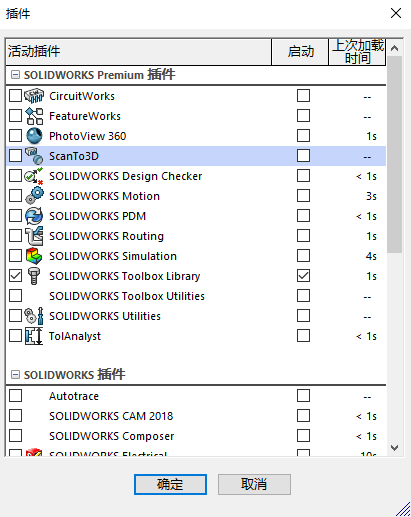 插件
活动插件 启动 上次加载
时间
SOLIDWORKS Premium 插件
CircuitWorks --
FeatureWorks --
PhotoView 360 1s
ScanTo3D --
SOLIDWORKS Design Checker < 1s
SOLIDWORKS Motion 3s
SOLIDWORKS PDM < 1s
SOLIDWORKS Routing 1s
SOLIDWORKS Simulation 4s
SOLIDWORKS Toolbox Library < 1s
SOLIDWORKS Toolbox Utilities --
SOLIDWORKS Utilities --
TolAnalyst < 1s
SOLIDWORKS 插件
Autotrace --
SOLIDWORKS CAM 2018 < 1s
SOLIDWORKS Composer < 1s
SOLIDWORKS Electrical 10s
确定 取消